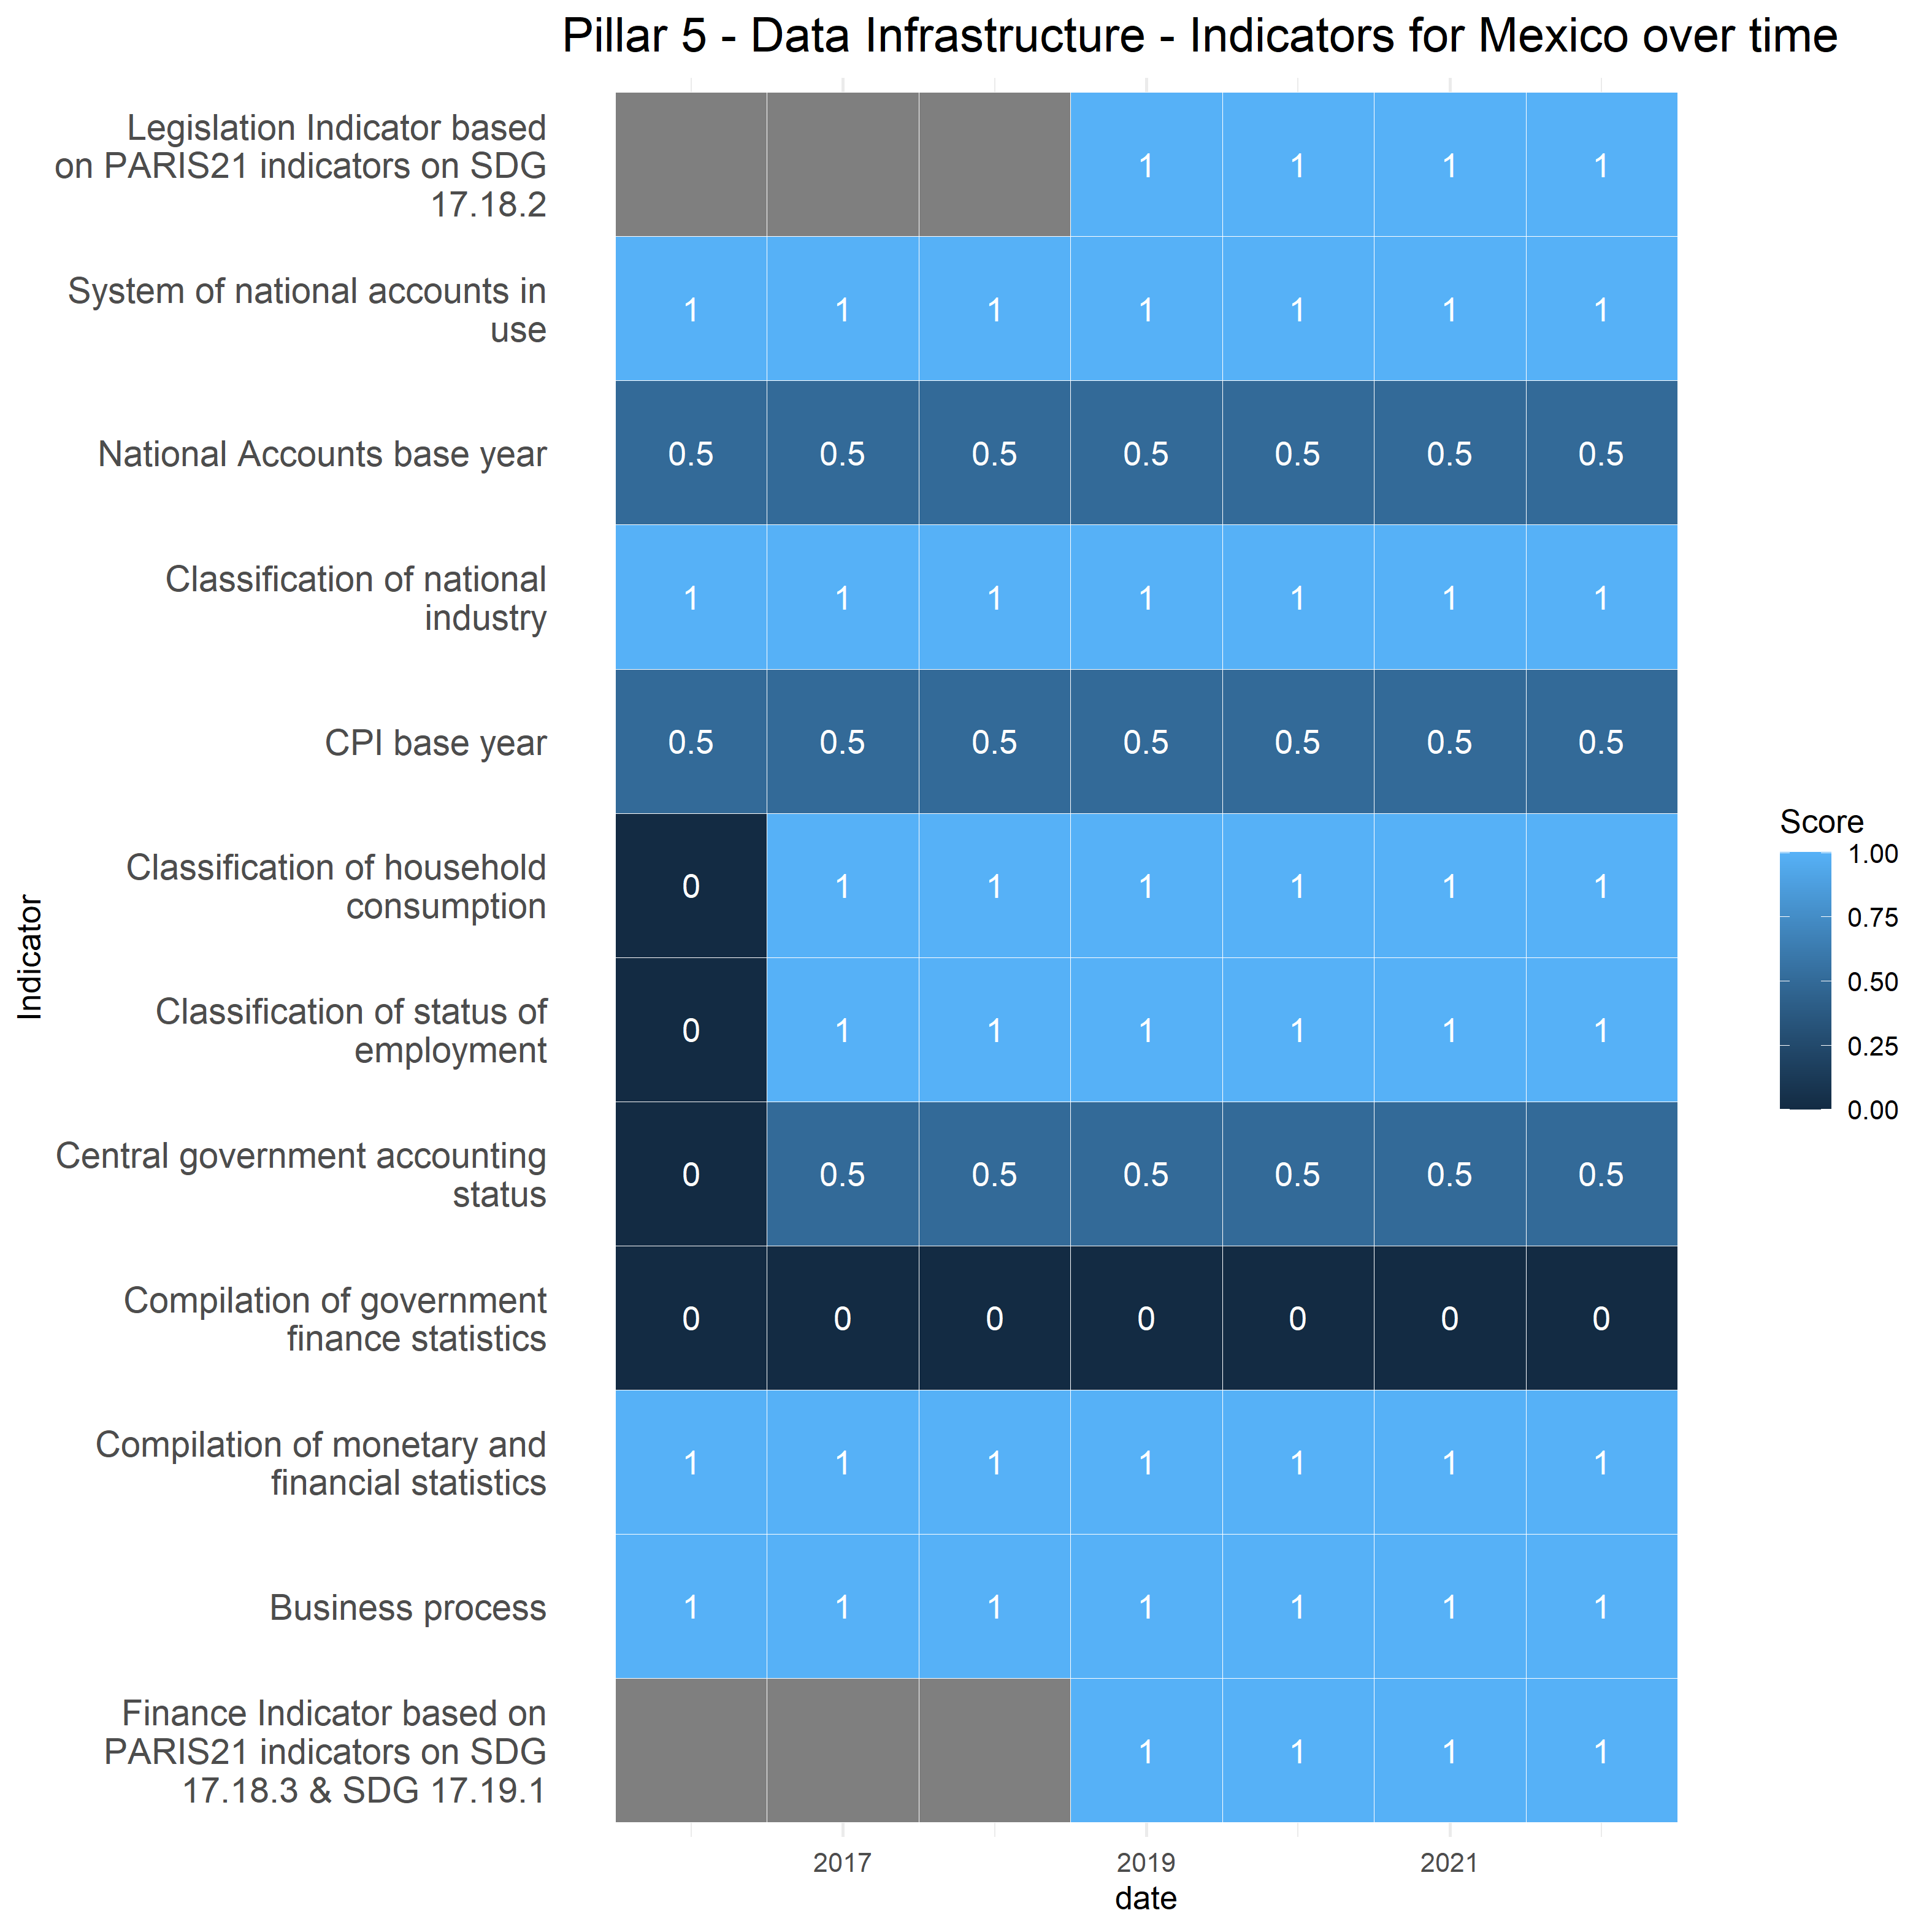 Pillar 5 - Data Infrastructure - Indicators for Mexico over time
Indicator
Legislation Indicator based
on PARIS21 indicators on SDG
17.18.2
1 1 1 1
System of national accounts in
use
1 1 1 1 1 1 1
National Accounts base year
0.5 0.5 0.5 0.5 0.5 0.5 0.5
Classification of national
industry
1 1 1 1 1 1 1
CPI base year
0.5 0.5 0.5 0.5 0.5 0.5 0.5
Classification of household
consumption
0 1 1 1 1 1 1
Classification of status of
employment
0 1 1 1 1 1 1
Central government accounting
status
0 0.5 0.5 0.5 0.5 0.5 0.5
Compilation of government
finance statistics
0 0 0 0 0 0 0
Compilation of monetary and
financial statistics
1 1 1 1 1 1 1
Business process
1 1 1 1 1 1 1
Finance Indicator based on
PARIS21 indicators on SDG
17.18.3 & SDG 17.19.1
1 1 1 1
2017 2019 2021
date
Score
1.00
0.75
0.50
0.25
0.00